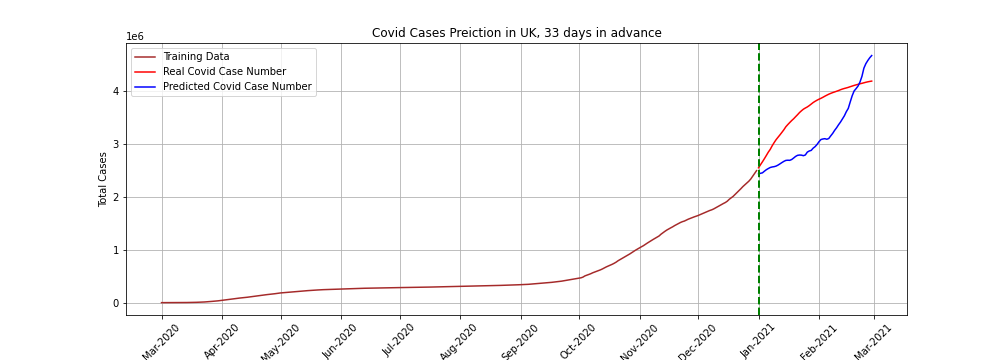 Covid Cases Preiction in UK, 33 days in advance
1e6
Training Data
Real Covid Case Number
Predicted Covid Case Number
4
3
2
1
0
Total Cases
Mar-2020
Apr-2020
May-2020
Jun-2020
Jul-2020
Aug-2020
Sep-2020
Oct-2020
Nov-2020
Dec-2020
Jan-2021
Feb-2021
Mar-2021